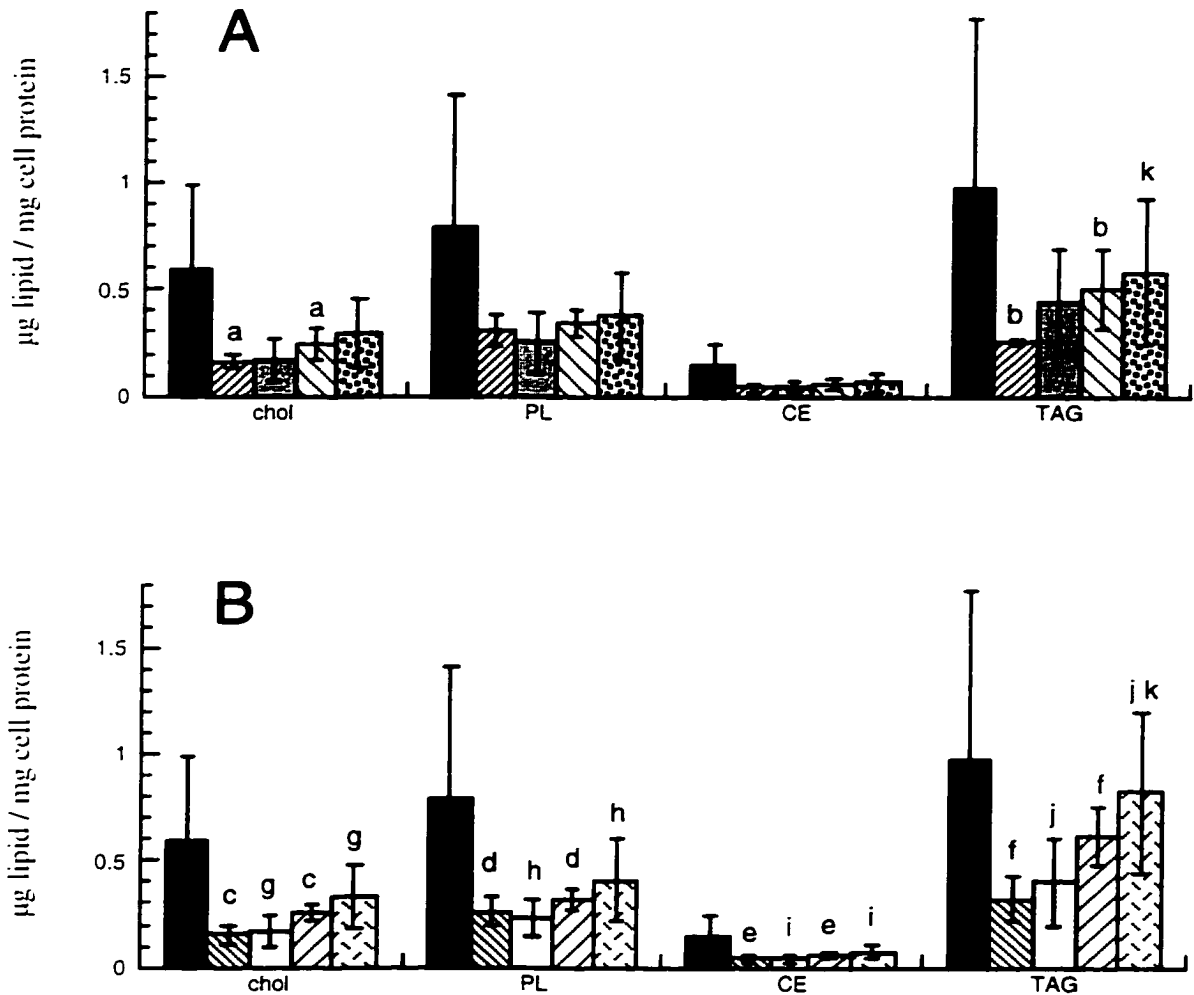 A
µg lipid / mg cell protein
1.5
1
0.5
0
a a
b b k
chol PL CE TAG
B
µg lipid / mg cell protein
1.5
1
0.5
0
c g c g
d h d h
e i e i
f j f j k
chol PL CE TAG